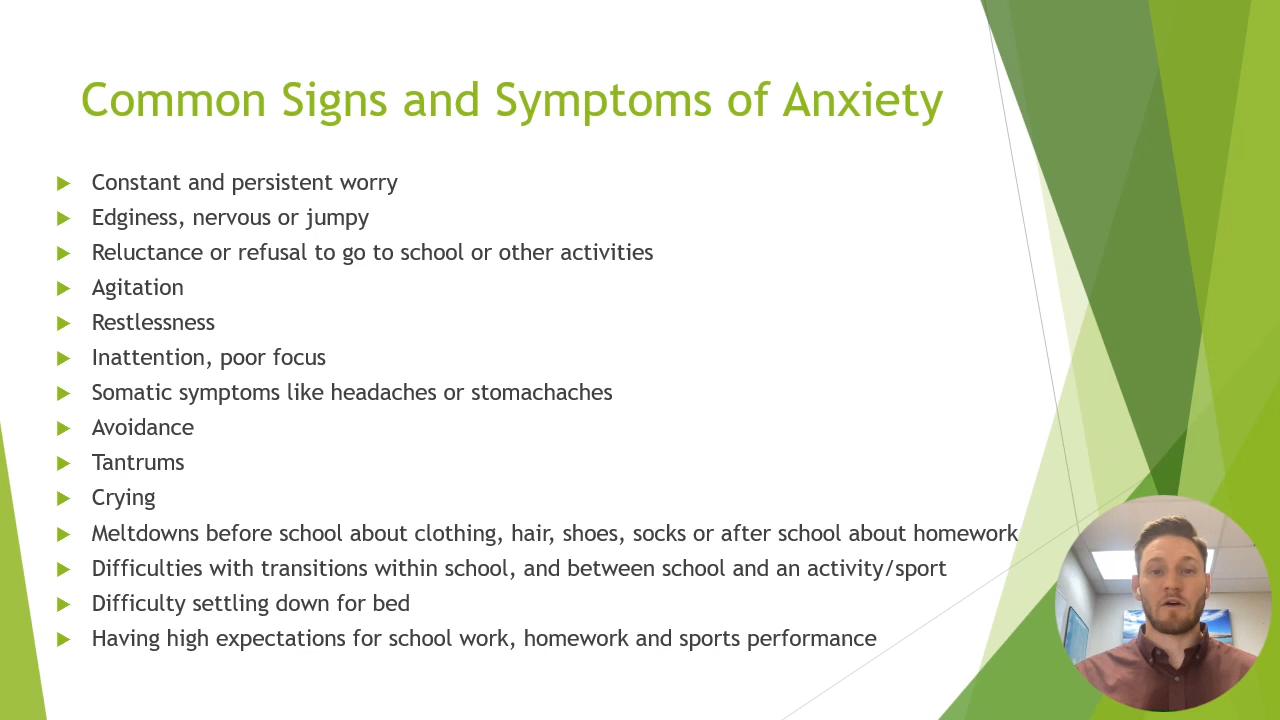 Common Signs and Symptoms of Anxiety
Constant and persistent worry
Edginess, nervous or jumpy
Reluctance or refusal to go to school or other activities
Agitation
Restlessness
Inattention, poor focus
Somatic symptoms like headaches or stomachaches
Avoidance
Tantrums
Crying
Meltdowns before school about clothing, hair, shoes, socks or after school about homework
Difficulties with transitions within school, and between school and an activity/sport
Difficulty settling down for bed
Having high expectations for school work, homework and sports performance